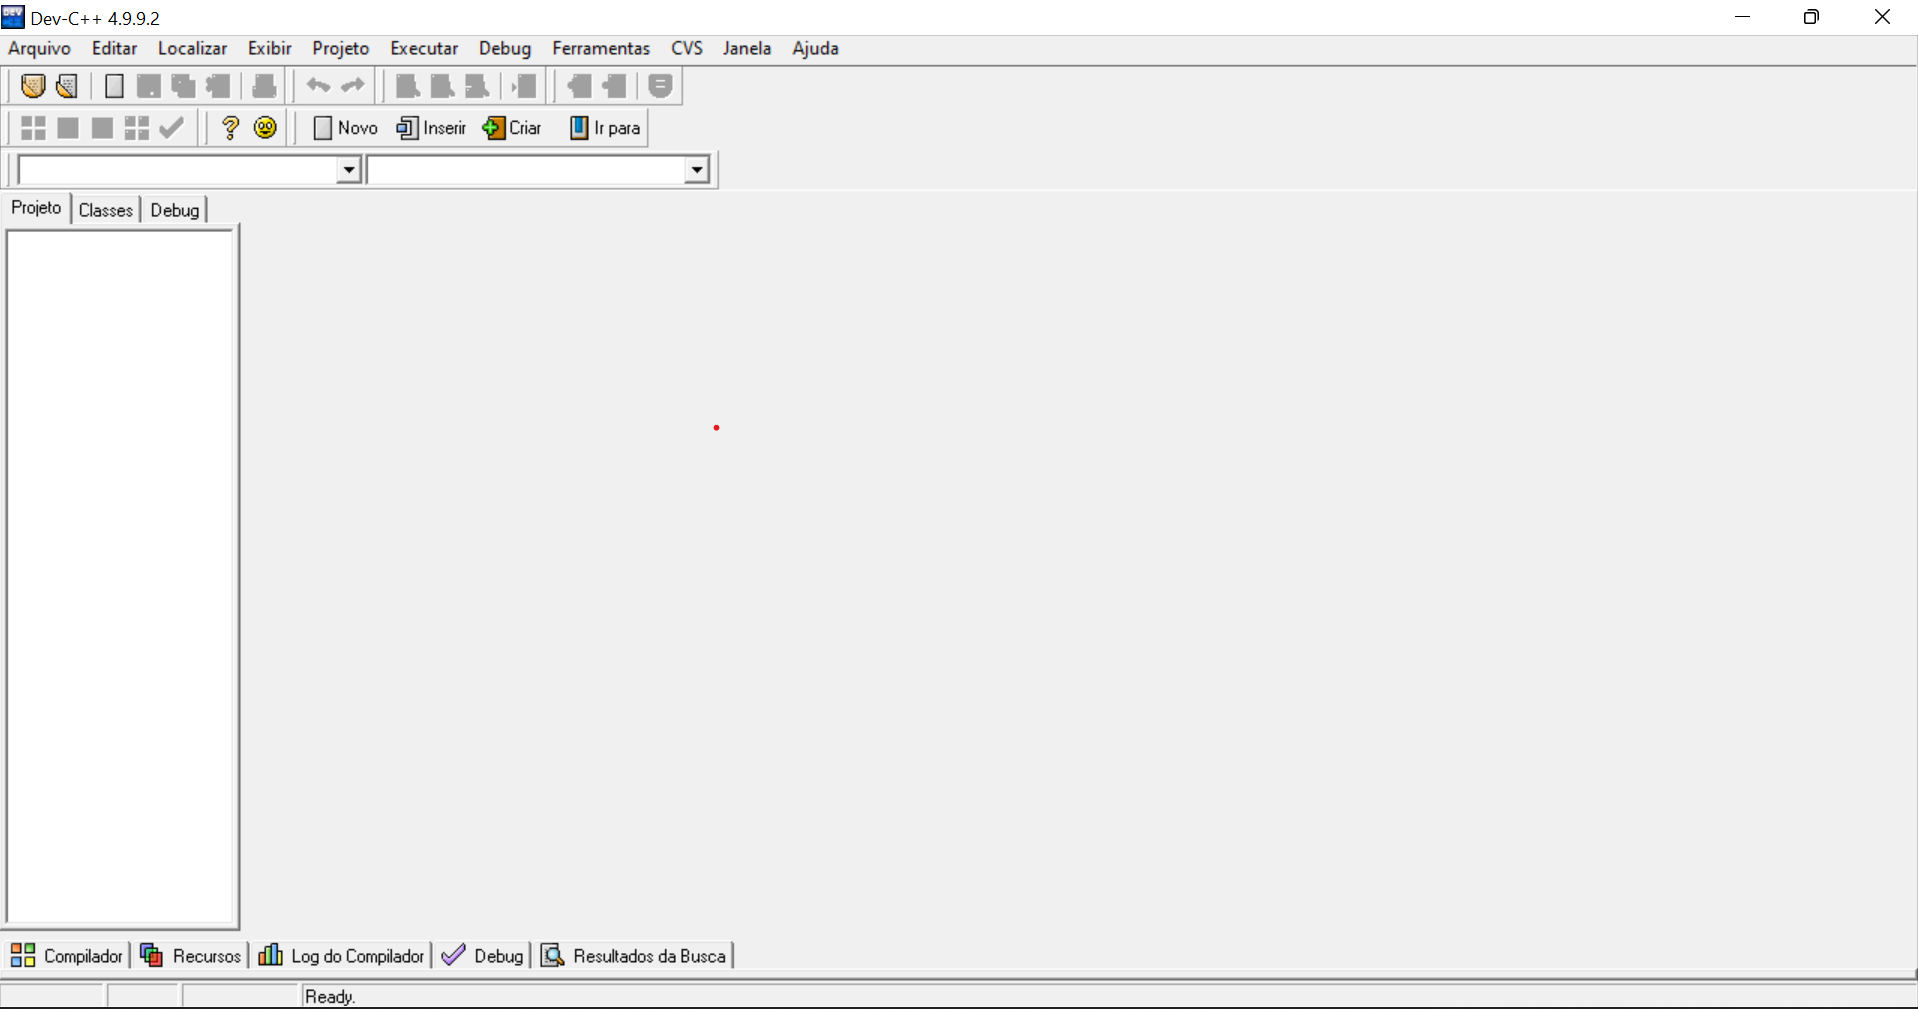 Dev-C++ 4.9.9.2
Arquivo Editar Localizar Exibir Projeto Executar Debug Ferramentas CVS Janela Ajuda
Novo Inserir Criar Ir para
Projeto Classes Debug
Compilador Recursos Log do Compilador Debug Resultados da Busca
Ready.